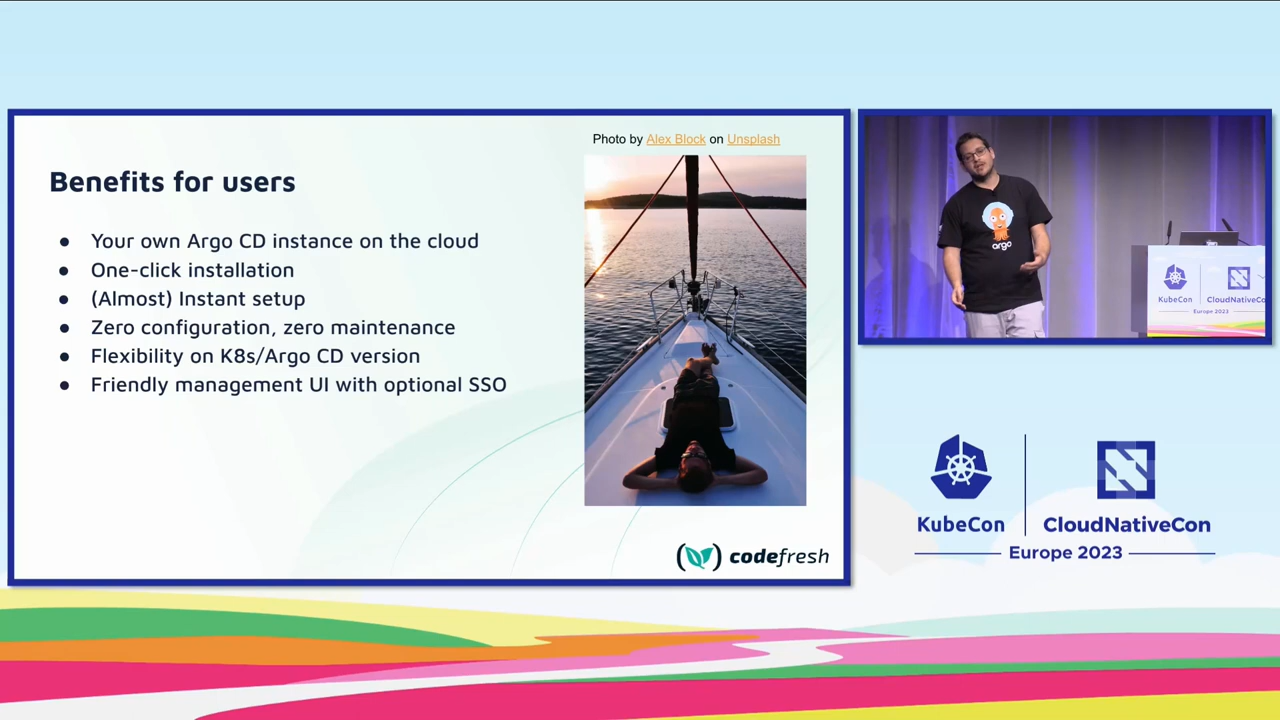 Photo by Alex Block on Unsplash
Benefits for users
● Your own Argo CD instance on the cloud
● One-click installation
● (Almost) Instant setup
● Zero configuration, zero maintenance
● Flexibility on K8s/Argo CD version
● Friendly management UI with optional SSO
codefresh
argo
KubeCon
CloudNativeCon
Europe 2023
KubeCon
CloudNativeCon
Europe 2023